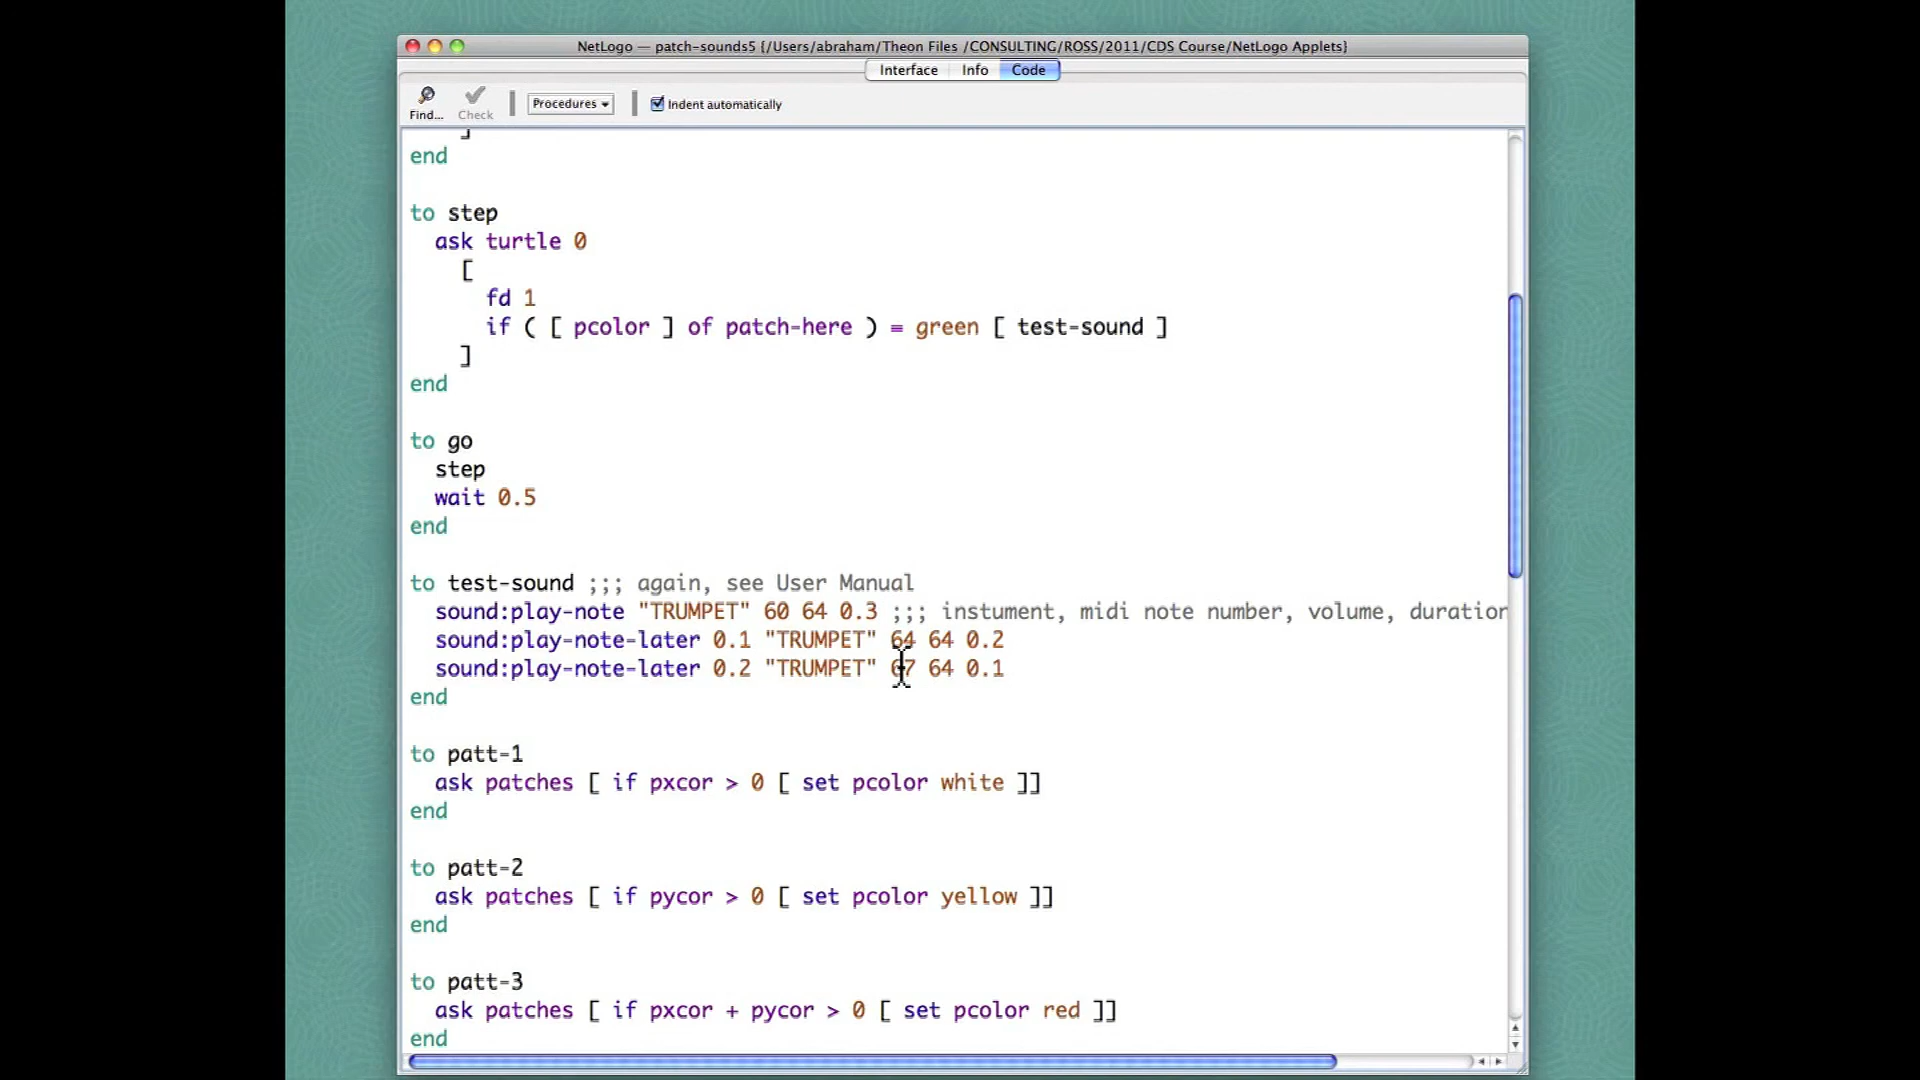 NetLogo — patch-sounds5 {/Users/abraham/Theon Files /CONSULTING/ROSS/2011/CDS Course/NetLogo Applets}
Interface Info Code
Find... Check Procedures Indent automatically
]
end
to step
ask turtle 0
[
fd 1
if ( [ pcolor ] of patch-here ) = green [ test-sound ]
]
end
to go
step
wait 0.5
end
to test-sound ;;; again, see User Manual
sound:play-note "TRUMPET" 60 64 0.3 ;;; instument, midi note number, volume, duration
sound:play-note-later 0.1 "TRUMPET" 64 64 0.2
sound:play-note-later 0.2 "TRUMPET" 67 64 0.1
end
to patt-1
ask patches [ if pxcor > 0 [ set pcolor white ]]
end
to patt-2
ask patches [ if pycor > 0 [ set pcolor yellow ]]
end
to patt-3
ask patches [ if pxcor + pycor > 0 [ set pcolor red ]]
end